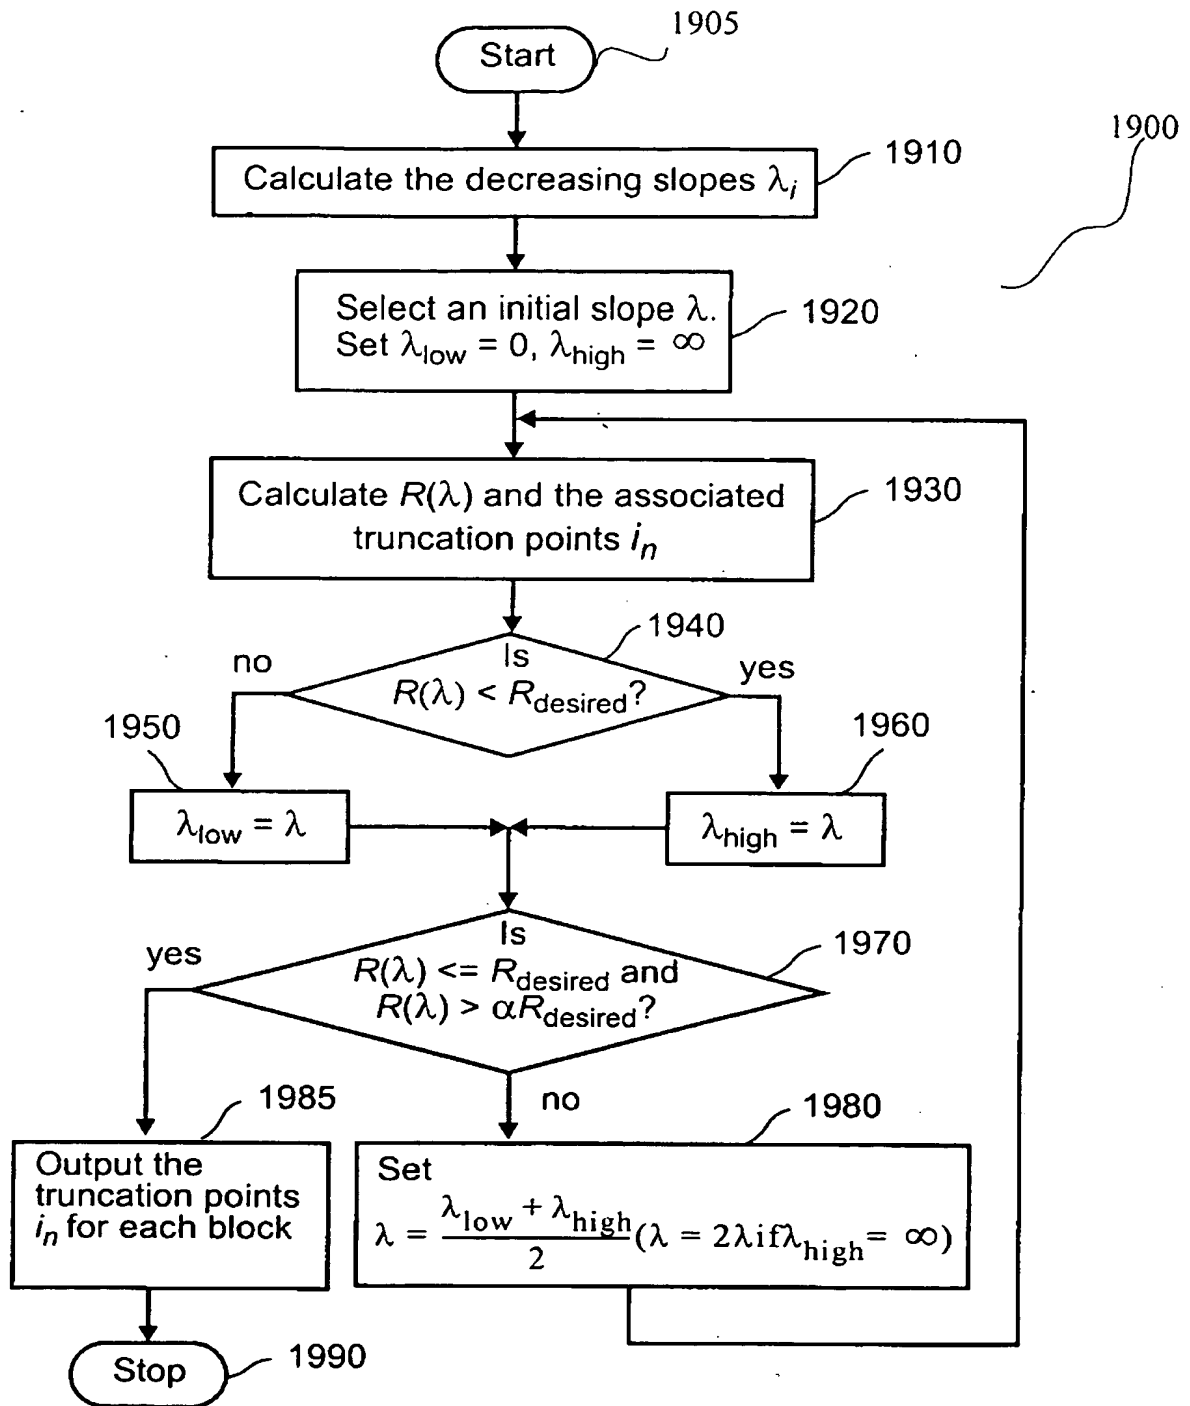 1905
Start
1900
1910
Calculate the decreasing slopes λi
Select an initial slope λ.
Set λlow = 0, λhigh = ∞
1920
Calculate R(λ) and the associated
truncation points in
1930
1940
Is
R(λ) < Rdesired?
no
yes
1950
1960
λlow = λ
λhigh = λ
Is
R(λ) <= Rdesired and
R(λ) > αRdesired?
1970
yes
no
1985
1980
Output the
truncation points
in for each block
Set
λ = (λlow + λhigh)/2 (λ = 2λifλhigh = ∞)
Stop
1990